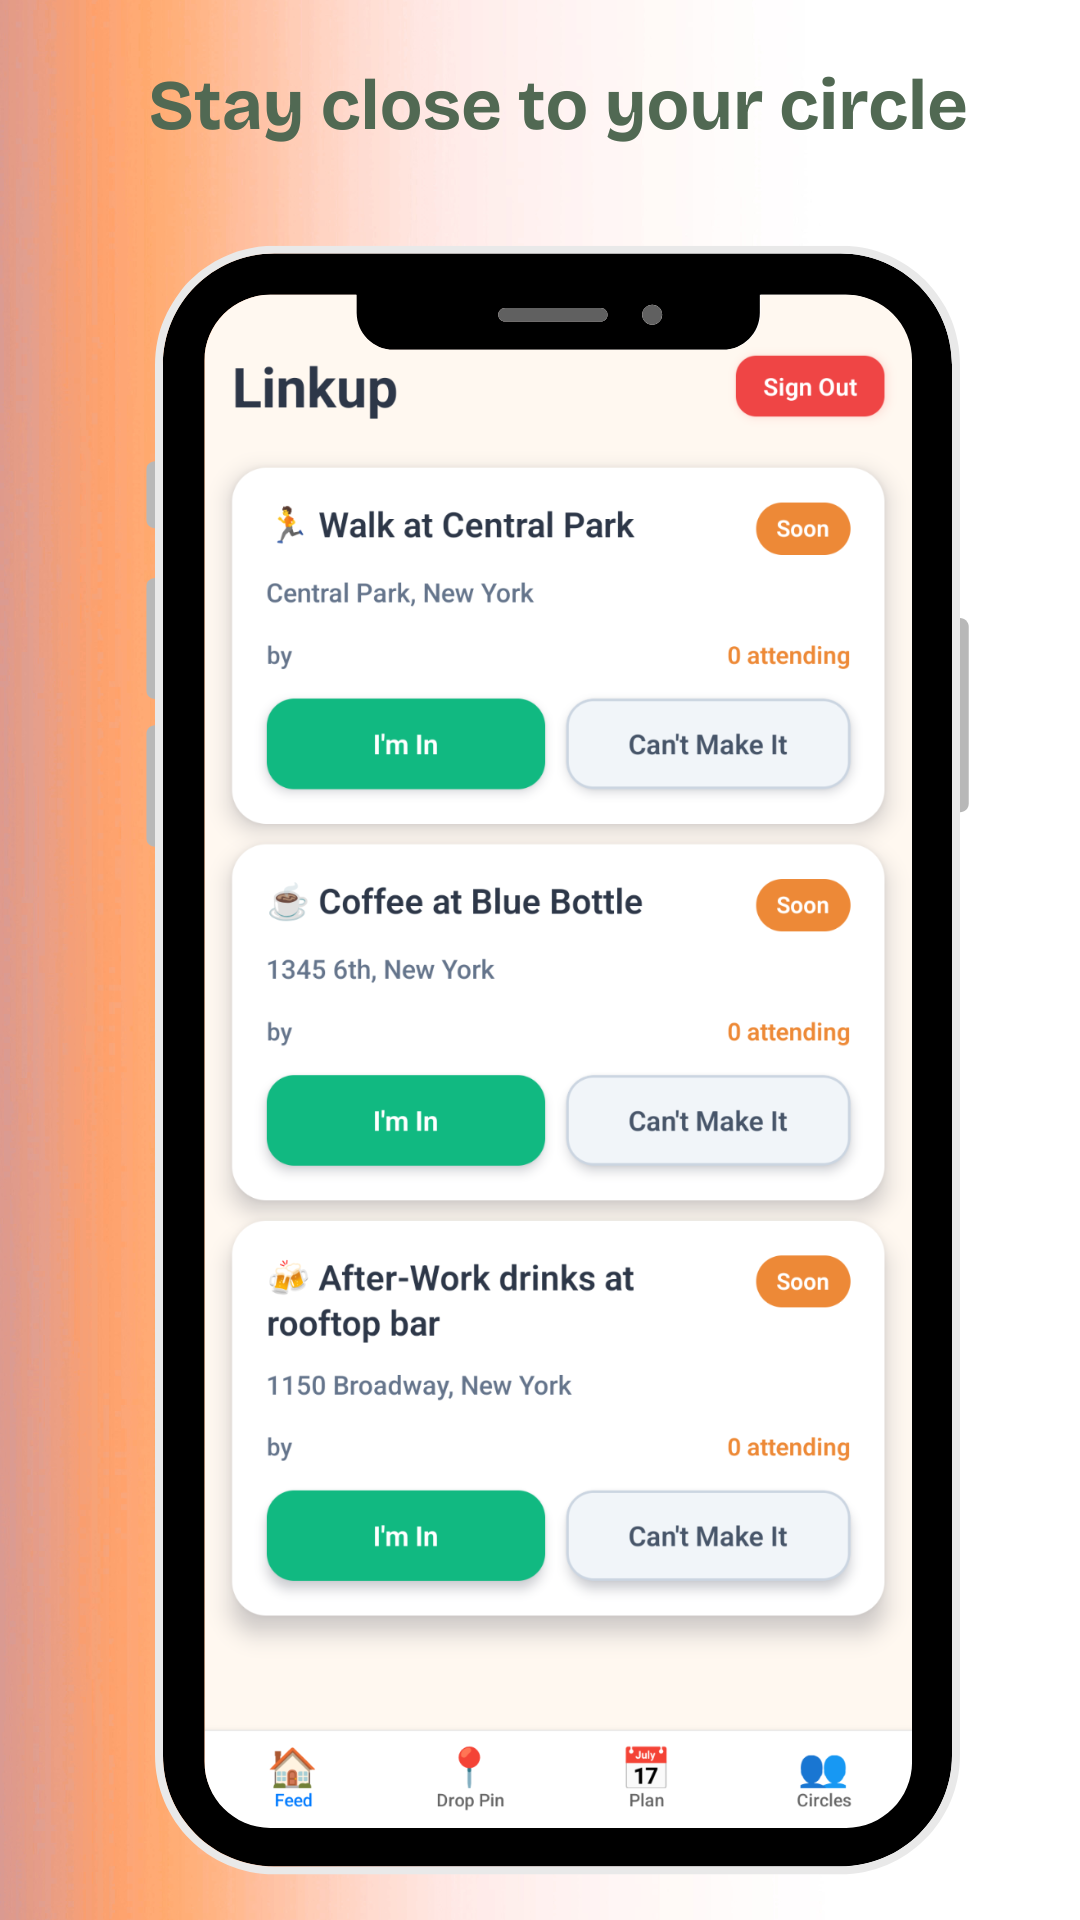 Stay close to your circle
Linkup
Sign Out
🏃 Walk at Central Park
Soon
Central Park, New York
by
0 attending
I'm In
Can't Make It
☕ Coffee at Blue Bottle
Soon
1345 6th, New York
by
0 attending
I'm In
Can't Make It
🍻 After-Work drinks at
rooftop bar
Soon
1150 Broadway, New York
by
0 attending
I'm In
Can't Make It
July
17
Feed
Drop Pin
Plan
Circles